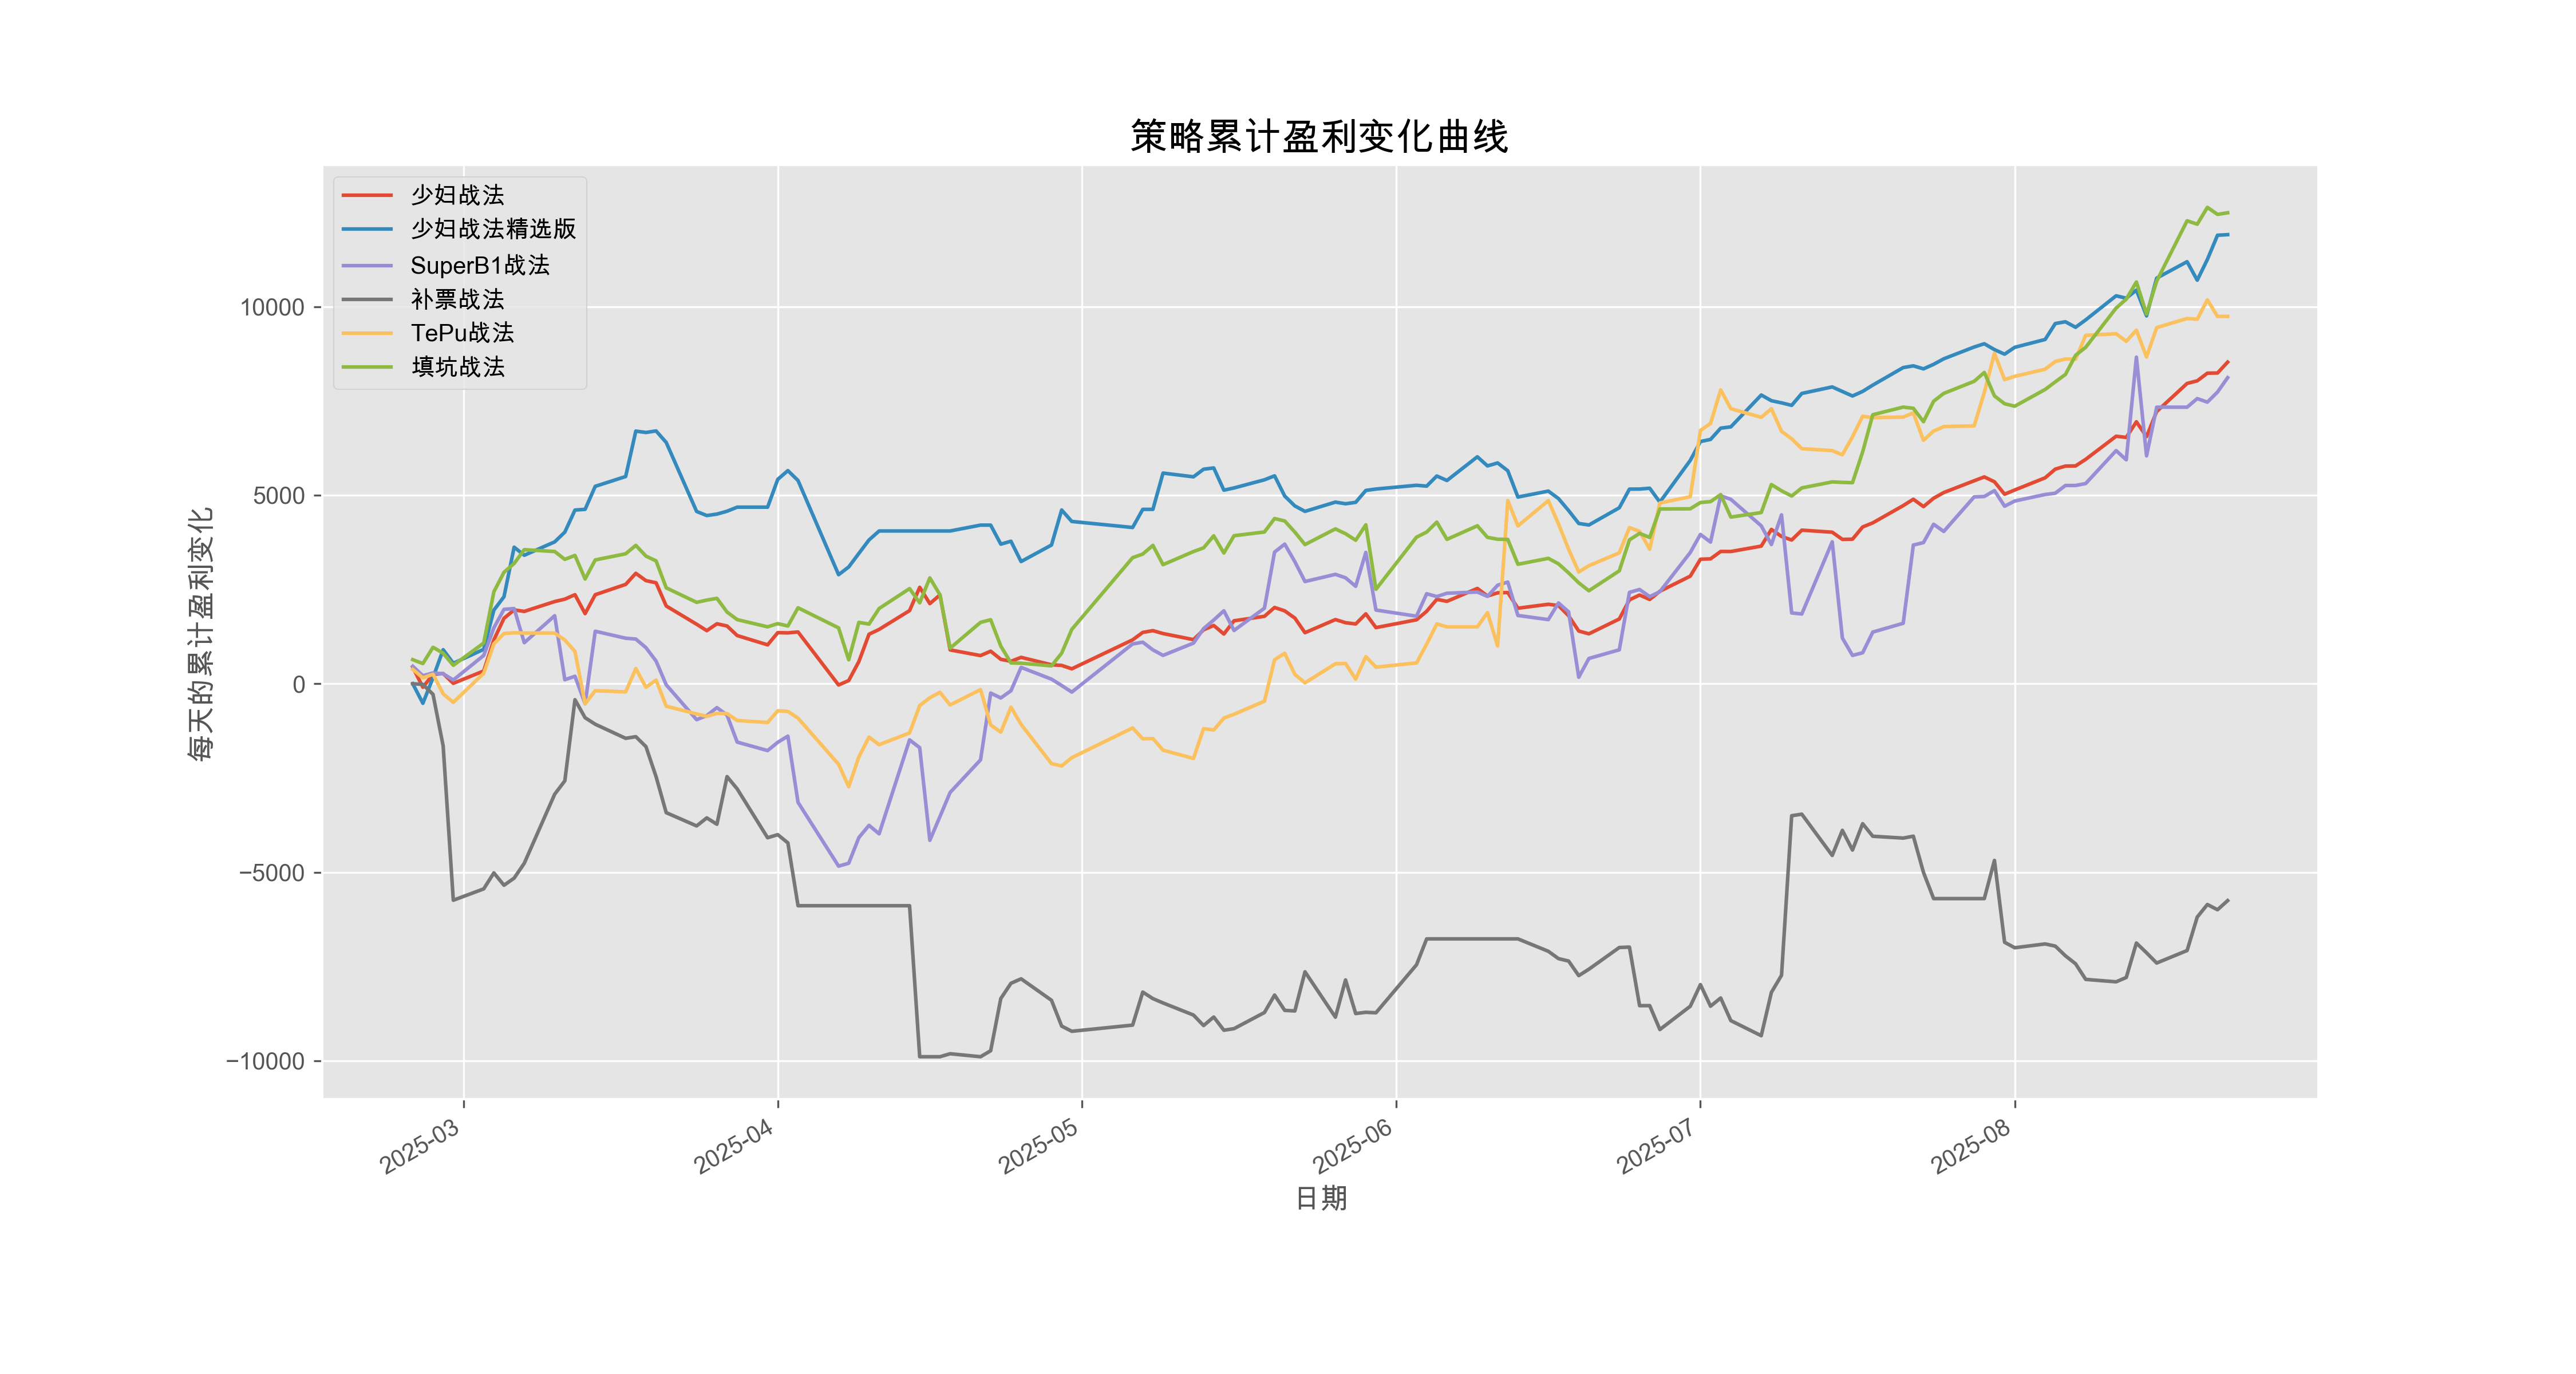 策略累计盈利变化曲线
少妇战法
少妇战法精选版
SuperB1战法
补票战法
TePu战法
填坑战法
每天的累计盈利变化
10000
5000
0
−5000
−10000
2025-03
2025-04
2025-05
2025-06
2025-07
2025-08
日期